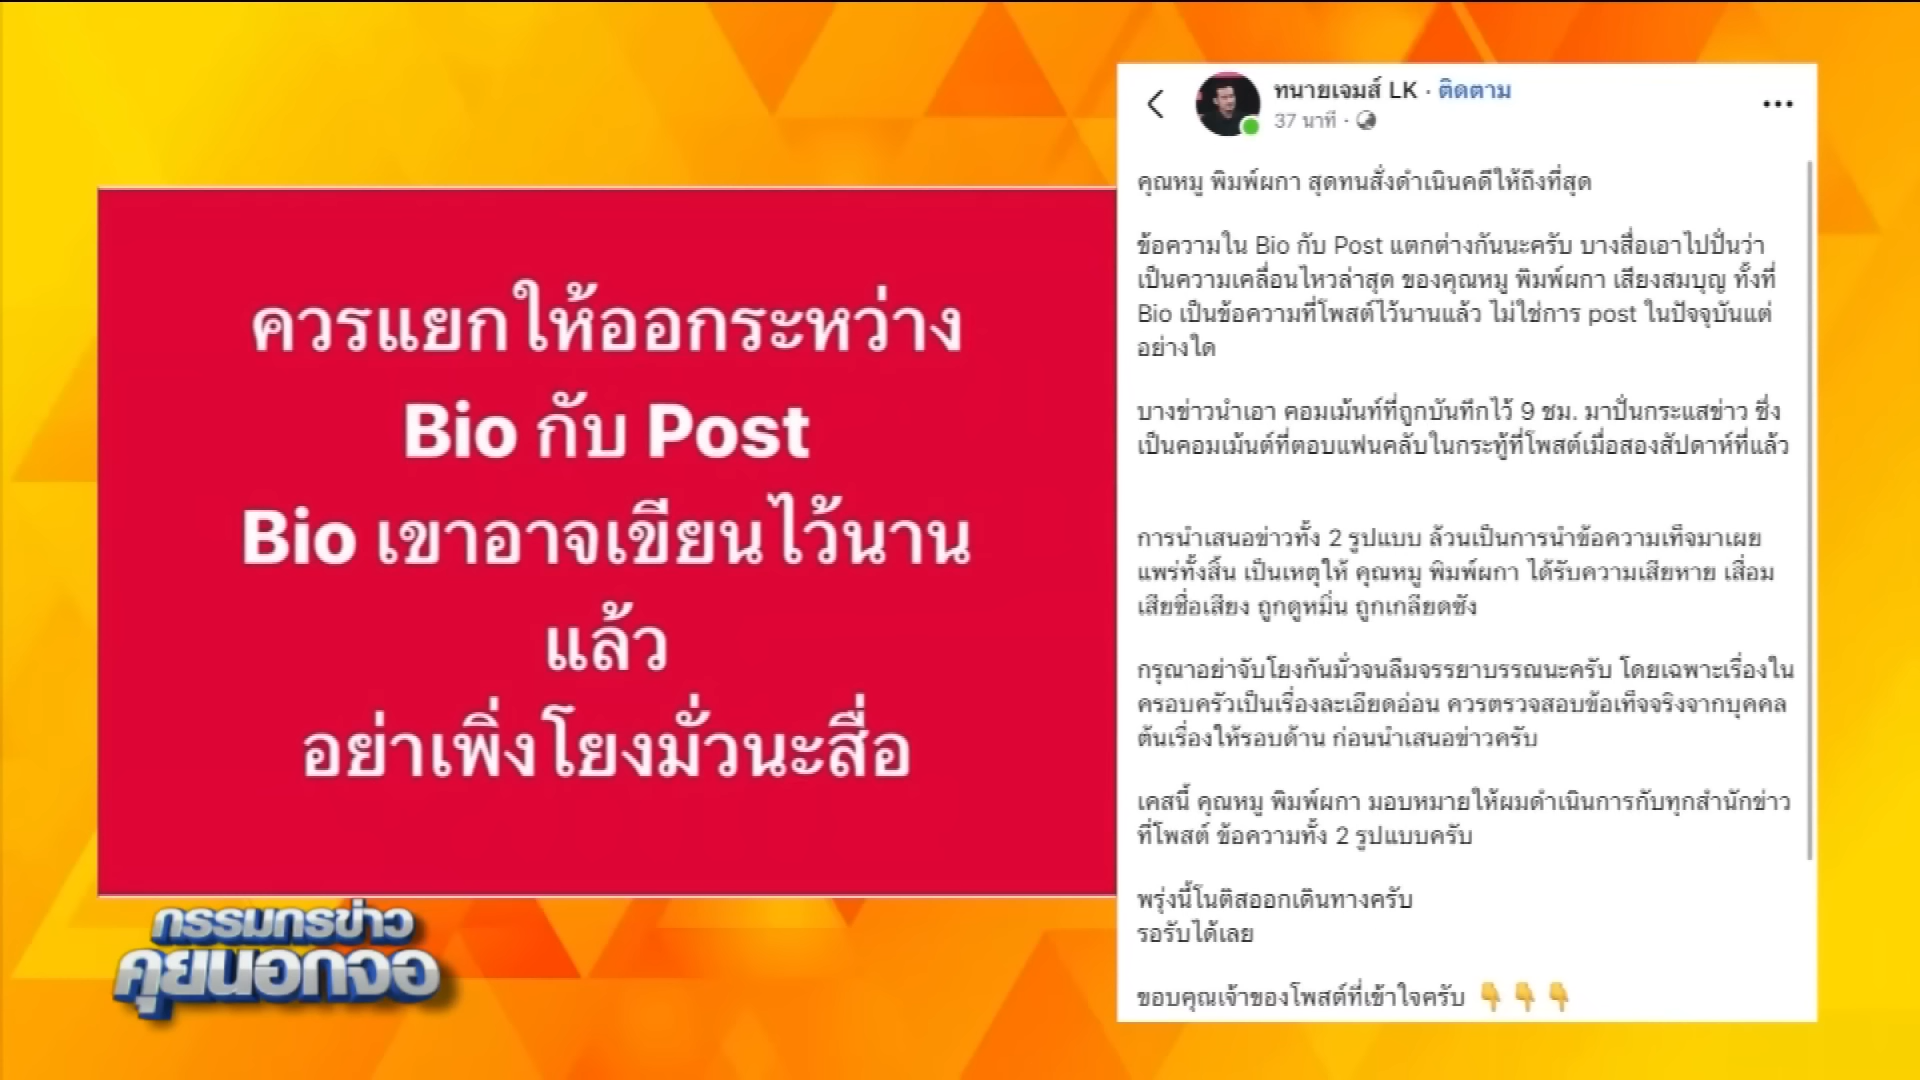 ควรแยกให้ออกระหว่าง
Bio กับ Post
Bio เขาอาจเขียนไว้นาน
แล้ว
อย่าเพิ่งโยงมั่วนะสื่อ
กรรมกรข่าว
คุยนอกจอ
ทนายเจมส์ LK · ติดตาม
37 นาที ·
คุณหมู พิมพ์ผกา สุดทนสั่งดำเนินคดีให้ถึงที่สุด
ข้อความใน Bio กับ Post แตกต่างกันนะครับ บางสื่อเอาไปปั่นว่า
เป็นความเคลื่อนไหวล่าสุด ของคุณหมู พิมพ์ผกา เสียงสมบุญ ทั้งที่
Bio เป็นข้อความที่โพสต์ไว้นานแล้ว ไม่ใช่การ post ในปัจจุบันแต่
อย่างใด
บางข่าวนำเอา คอมเม้นท์ที่ถูกบันทึกไว้ 9 ชม. มาปั่นกระแสข่าว ซึ่ง
เป็นคอมเม้นต์ที่ตอบแฟนคลับในกระทู้ที่โพสต์เมื่อสองสัปดาห์ที่แล้ว
การนำเสนอข่าวทั้ง 2 รูปแบบ ล้วนเป็นการนำข้อความเท็จมาเผย
แพร่ทั้งสิ้น เป็นเหตุให้ คุณหมู พิมพ์ผกา ได้รับความเสียหาย เสื่อม
เสียชื่อเสียง ถูกดูหมิ่น ถูกเกลียดชัง
กรุณาอย่าจับโยงกันมั่วจนลืมจรรยาบรรณนะครับ โดยเฉพาะเรื่องใน
ครอบครัวเป็นเรื่องละเอียดอ่อน ควรตรวจสอบข้อเท็จจริงจากบุคคล
ต้นเรื่องให้รอบด้าน ก่อนนำเสนอข่าวครับ
เคสนี้ คุณหมู พิมพ์ผกา มอบหมายให้ผมดำเนินการกับทุกสำนักข่าว
ที่โพสต์ ข้อความทั้ง 2 รูปแบบครับ
พรุ่งนี้โนติสออกเดินทางครับ
รอรับได้เลย
ขอบคุณเจ้าของโพสต์ที่เข้าใจครับ 👇👇👇